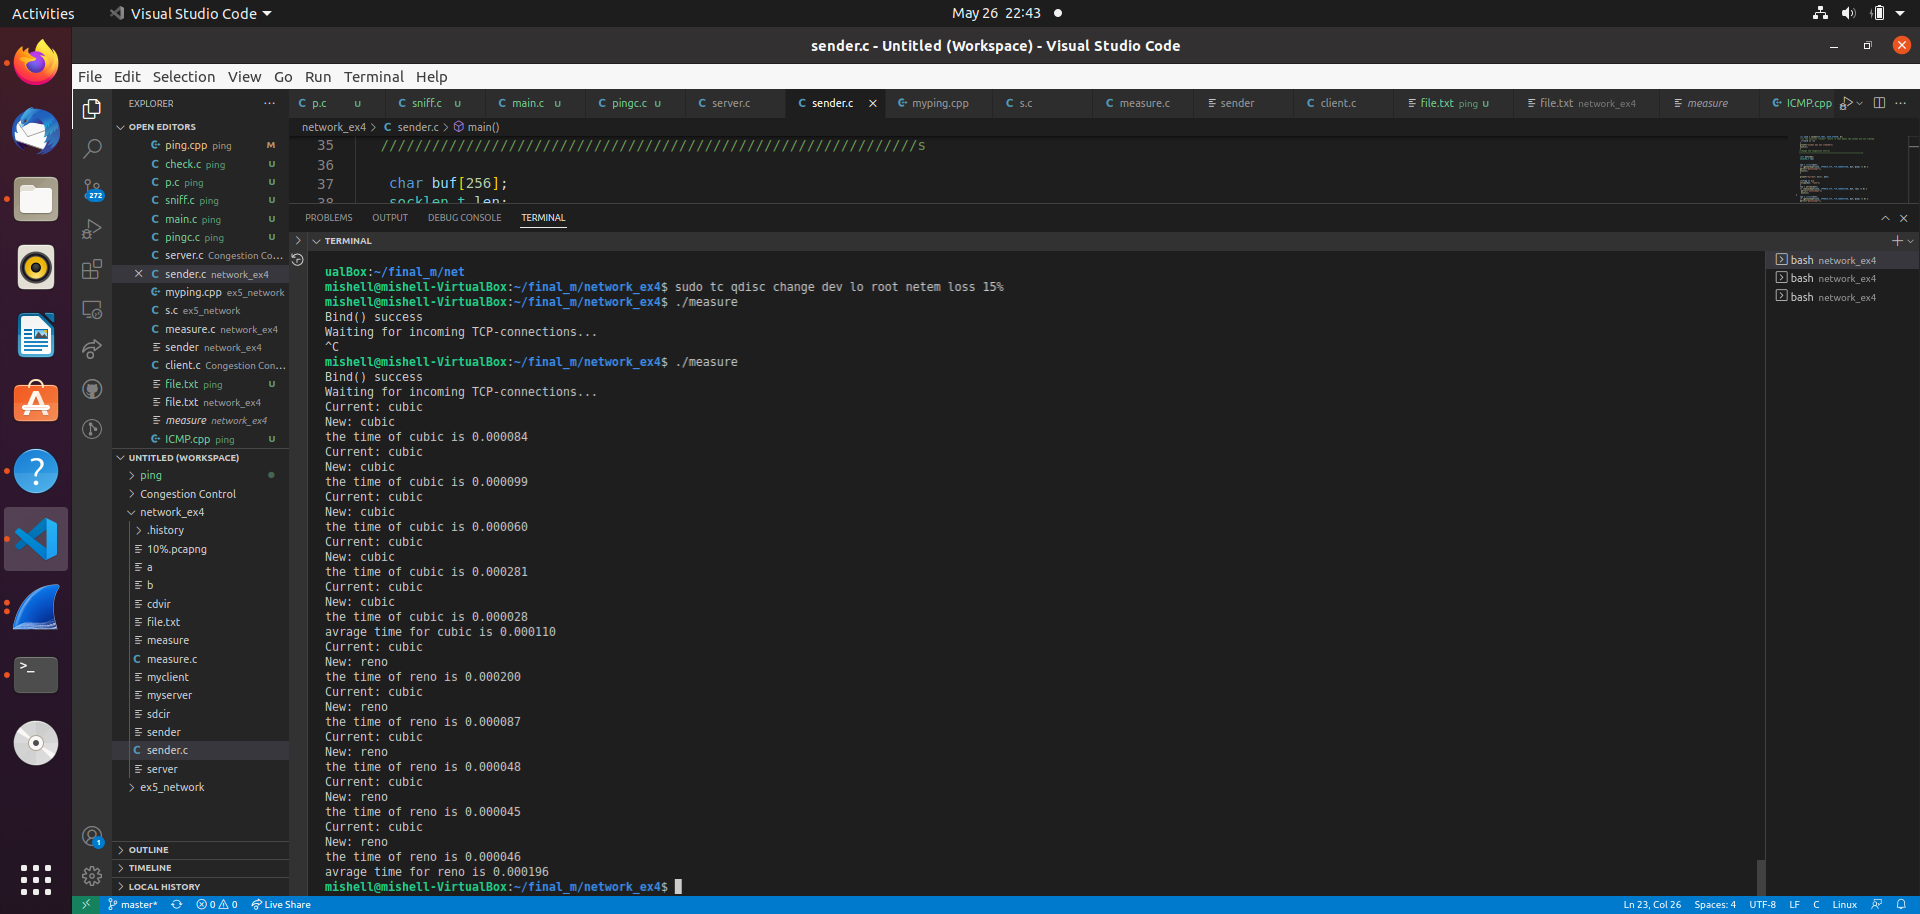 Activities
Visual Studio Code
May 26 22:43
sender.c - Untitled (Workspace) - Visual Studio Code
File Edit Selection View Go Run Terminal Help
EXPLORER
OPEN EDITORS
ping.cpp ping M
check.c ping U
p.c ping U
sniff.c ping U
main.c ping U
pingc.c ping U
server.c Congestion Co...
sender.c network_ex4
myping.cpp ex5_network
s.c ex5_network
measure.c network_ex4
sender network_ex4
client.c Congestion Con...
file.txt ping U
file.txt network_ex4
measure network_ex4
ICMP.cpp ping U
UNTITLED (WORKSPACE)
ping
Congestion Control
network_ex4
.history
10%.pcapng
a
b
cdvir
file.txt
measure
measure.c
myclient
myserver
sdcir
sender
sender.c
server
ex5_network
OUTLINE
TIMELINE
LOCAL HISTORY
272
1
p.c U
sniff.c U
main.c U
pingc.c U
server.c
sender.c
myping.cpp
s.c
measure.c
sender
client.c
file.txt ping U
file.txt network_ex4
measure
ICMP.cpp
network_ex4 > sender.c > main()
35 ///////////////////////////////////////////////////////////////s
36
37 char buf[256];
38 socklen_t len;
PROBLEMS OUTPUT DEBUG CONSOLE TERMINAL
TERMINAL
ualBox:~/final_m/net
mishell@mishell-VirtualBox:~/final_m/network_ex4$ sudo tc qdisc change dev lo root netem loss 15%
mishell@mishell-VirtualBox:~/final_m/network_ex4$ ./measure
Bind() success
Waiting for incoming TCP-connections...
^C
mishell@mishell-VirtualBox:~/final_m/network_ex4$ ./measure
Bind() success
Waiting for incoming TCP-connections...
Current: cubic
New: cubic
the time of cubic is 0.000084
Current: cubic
New: cubic
the time of cubic is 0.000099
Current: cubic
New: cubic
the time of cubic is 0.000060
Current: cubic
New: cubic
the time of cubic is 0.000281
Current: cubic
New: cubic
the time of cubic is 0.000028
avrage time for cubic is 0.000110
Current: cubic
New: reno
the time of reno is 0.000200
Current: cubic
New: reno
the time of reno is 0.000087
Current: cubic
New: reno
the time of reno is 0.000048
Current: cubic
New: reno
the time of reno is 0.000045
Current: cubic
New: reno
the time of reno is 0.000046
avrage time for reno is 0.000196
mishell@mishell-VirtualBox:~/final_m/network_ex4$
bash network_ex4
bash network_ex4
bash network_ex4
master* 0 0 Live Share
Ln 23, Col 26 Spaces: 4 UTF-8 LF C Linux